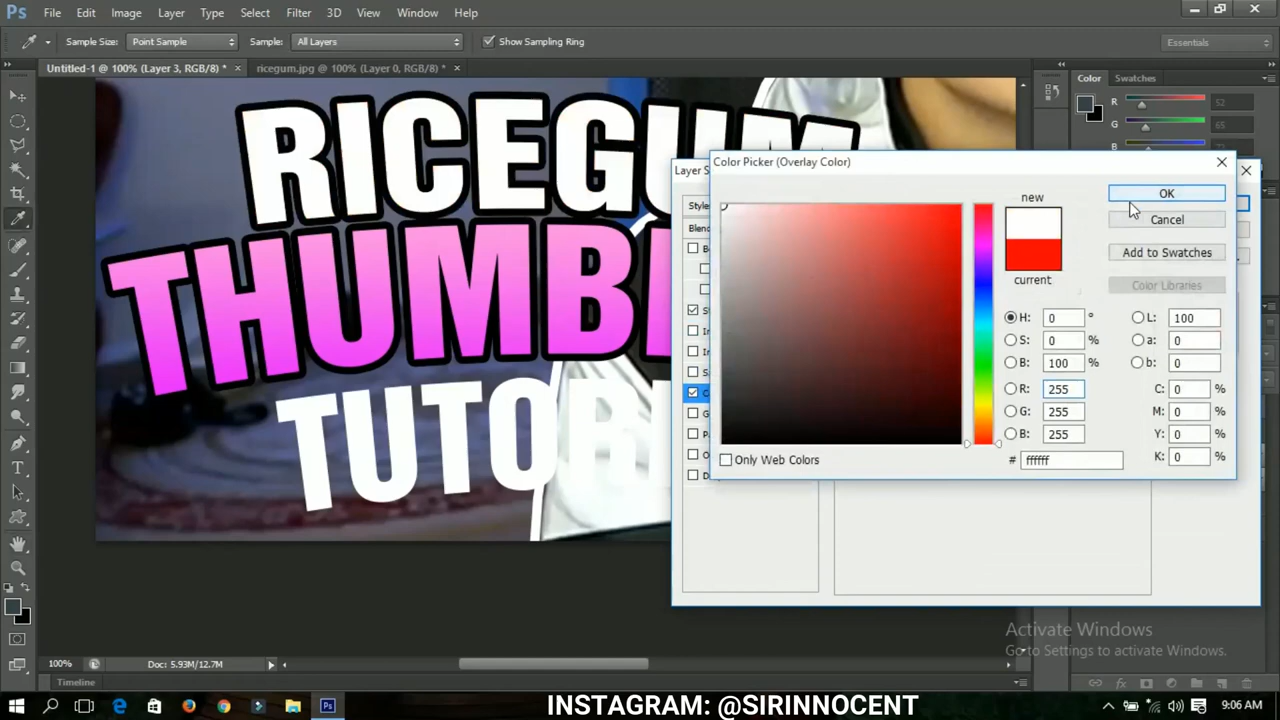 Ps File Edit Image Layer Type Select Filter 3D View Window Help
Sample Size: Point Sample Sample: All Layers Show Sampling Ring Essentials
Untitled-1 @ 100% (Layer 3, RGB/8) * × ricegum.jpg @ 100% (Layer 0, RGB/8) * ×
Color Swatches
R 52
G 65
B
RICEGUM
THUMB
TUTOR
Layer S
Styles
Blend
Color Picker (Overlay Color)
new
current
OK
Cancel
Add to Swatches
Color Libraries
H: 0 ° L: 100
S: 0 % a: 0
B: 100 % b: 0
R: 255 C: 0 %
G: 255 M: 0 %
B: 255 Y: 0 %
# ffffff K: 0 %
Only Web Colors
Activate Windows
Go to Settings to activate Windows.
100% Doc: 5.93M/12.7M
Timeline
INSTAGRAM: @SIRINNOCENT
9:06 AM